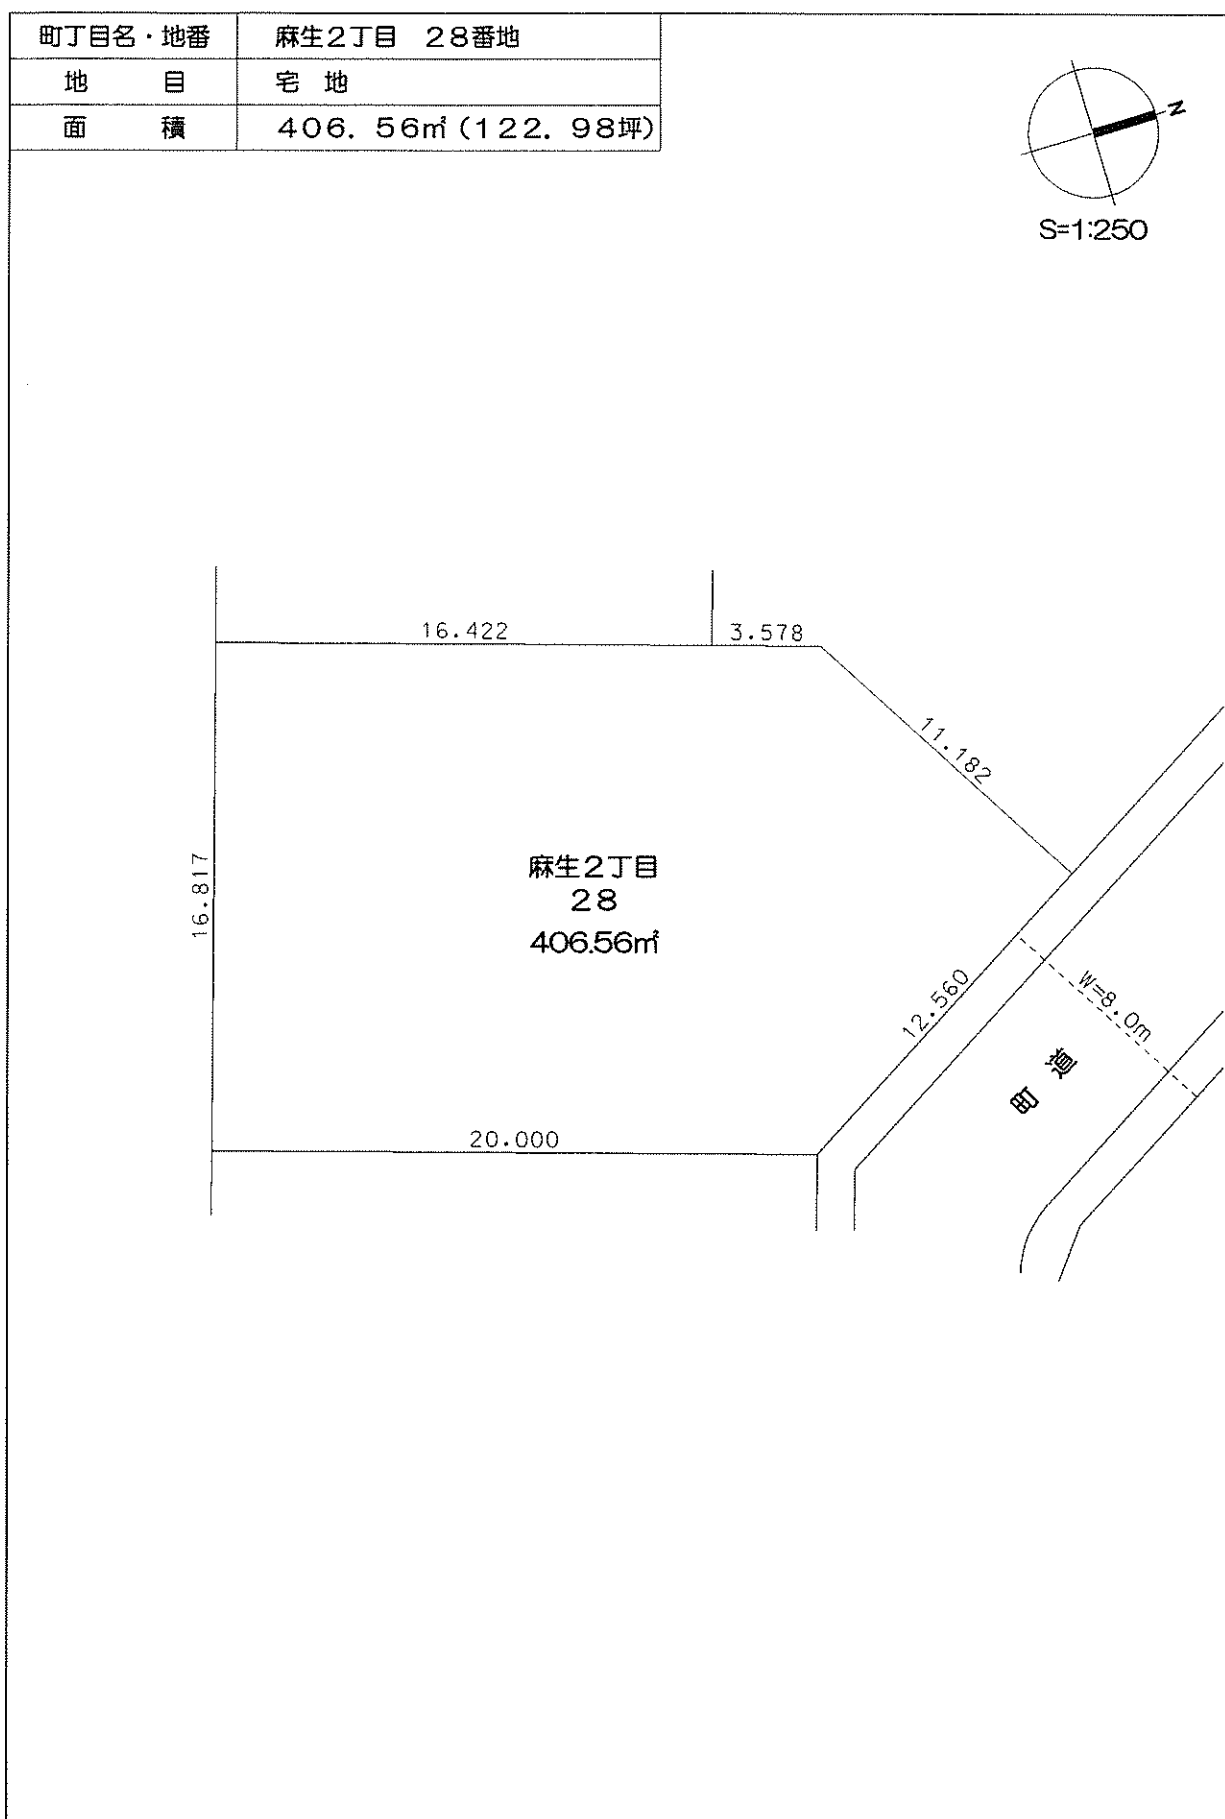 町丁目名・地番 麻生2丁目 28番地
地 目 宅 地
面 積 406. 56㎡(122. 98坪)
N
S=1:250
16.422
3.578
11.182
16.817
麻生2丁目
28
406.56㎡
12.560
W=8.0m
町 道
20.000